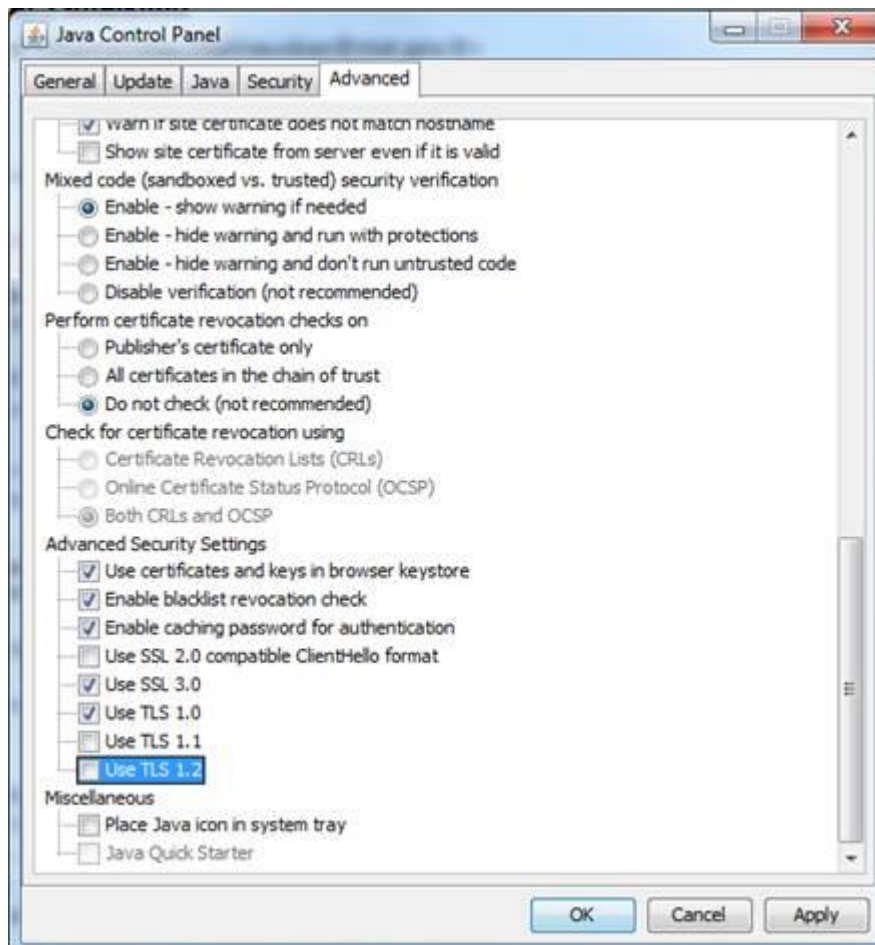 Java Control Panel
General Update Java Security Advanced
Warn if site certificate does not match hostname
Show site certificate from server even if it is valid
Mixed code (sandboxed vs. trusted) security verification
Enable - show warning if needed
Enable - hide warning and run with protections
Enable - hide warning and don't run untrusted code
Disable verification (not recommended)
Perform certificate revocation checks on
Publisher's certificate only
All certificates in the chain of trust
Do not check (not recommended)
Check for certificate revocation using
Certificate Revocation Lists (CRLs)
Online Certificate Status Protocol (OCSP)
Both CRLs and OCSP
Advanced Security Settings
Use certificates and keys in browser keystore
Enable blacklist revocation check
Enable caching password for authentication
Use SSL 2.0 compatible ClientHello format
Use SSL 3.0
Use TLS 1.0
Use TLS 1.1
Use TLS 1.2
Miscellaneous
Place Java icon in system tray
Java Quick Starter
OK Cancel Apply